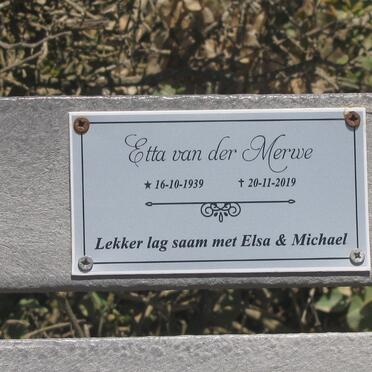 Etta van der Merwe
★ 16-10-1939 ✝ 20-11-2019
Lekker lag saam met Elsa & Michael